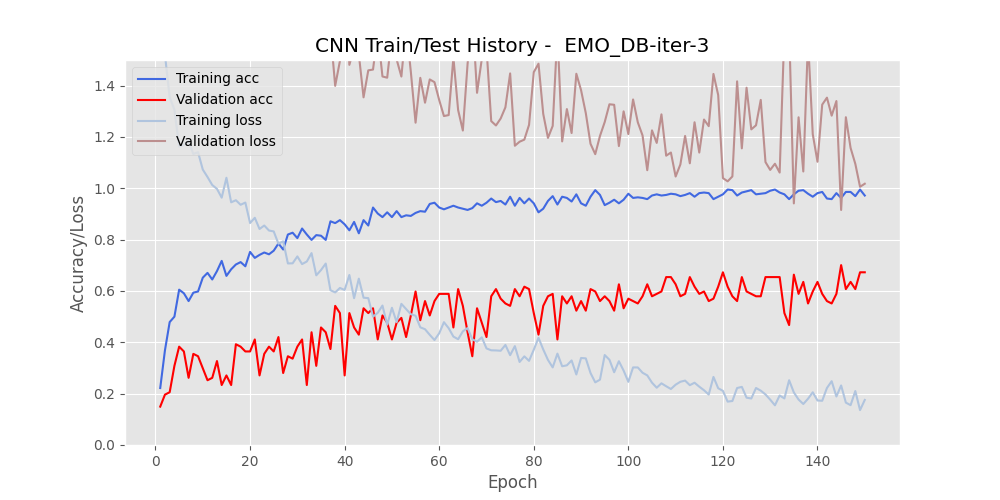 CNN Train/Test History -  EMO_DB-iter-3
Training acc
Validation acc
Training loss
Validation loss
Accuracy/Loss
1.4
1.2
1.0
0.8
0.6
0.4
0.2
0.0
0 20 40 60 80 100 120 140
Epoch